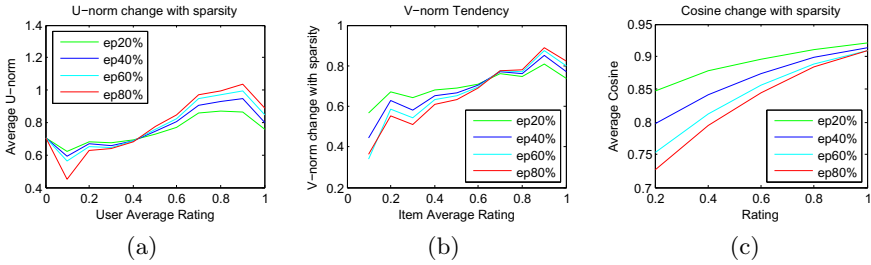 U-norm change with sparsity
Average U-norm
1.4
1.2
1
0.8
0.6
0.4
ep20%
ep40%
ep60%
ep80%
0 0.2 0.4 0.6 0.8 1
User Average Rating
(a)
V-norm Tendency
V-norm change with sparsity
1
0.8
0.6
0.4
0.2
ep20%
ep40%
ep60%
ep80%
0 0.2 0.4 0.6 0.8 1
Item Average Rating
(b)
Cosine change with sparsity
Average Cosine
0.95
0.9
0.85
0.8
0.75
0.7
ep20%
ep40%
ep60%
ep80%
0.2 0.4 0.6 0.8 1
Rating
(c)